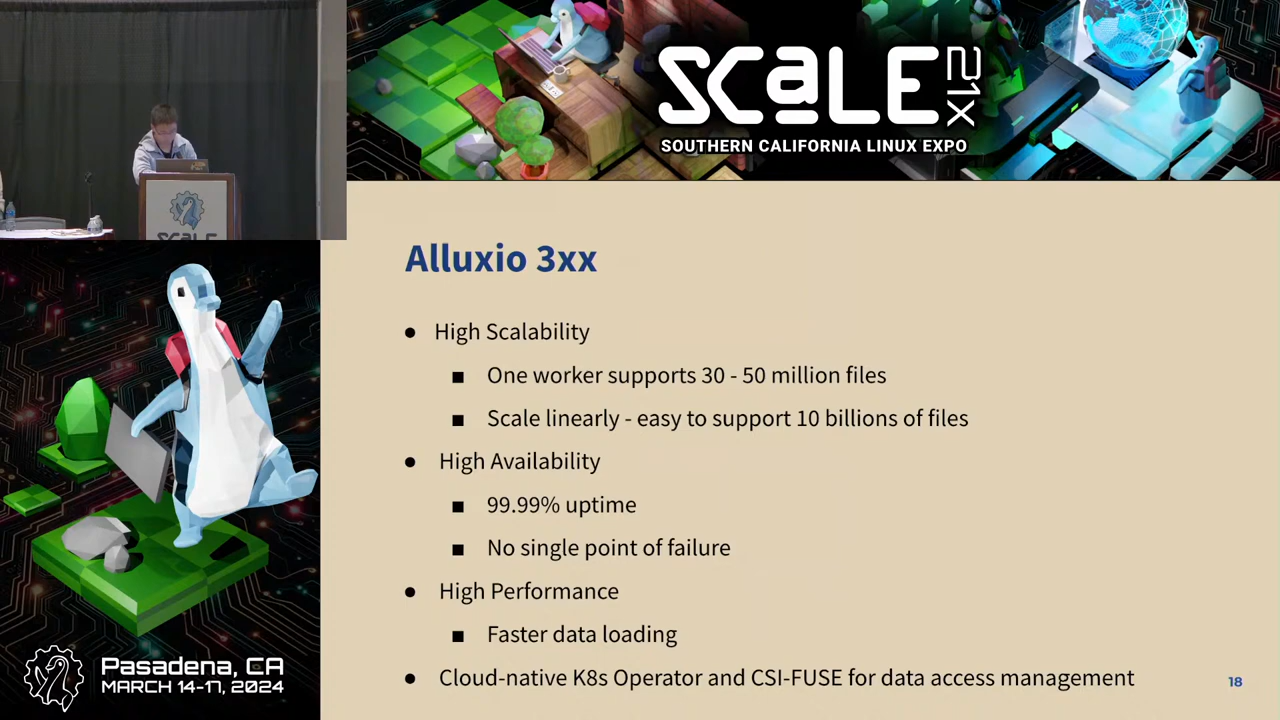 SCaLE 21x
SOUTHERN CALIFORNIA LINUX EXPO
SCALE
Alluxio 3xx
● High Scalability
■ One worker supports 30 - 50 million files
■ Scale linearly - easy to support 10 billions of files
● High Availability
■ 99.99% uptime
■ No single point of failure
● High Performance
■ Faster data loading
● Cloud-native K8s Operator and CSI-FUSE for data access management
18
Pasadena, CA
MARCH 14-17, 2024